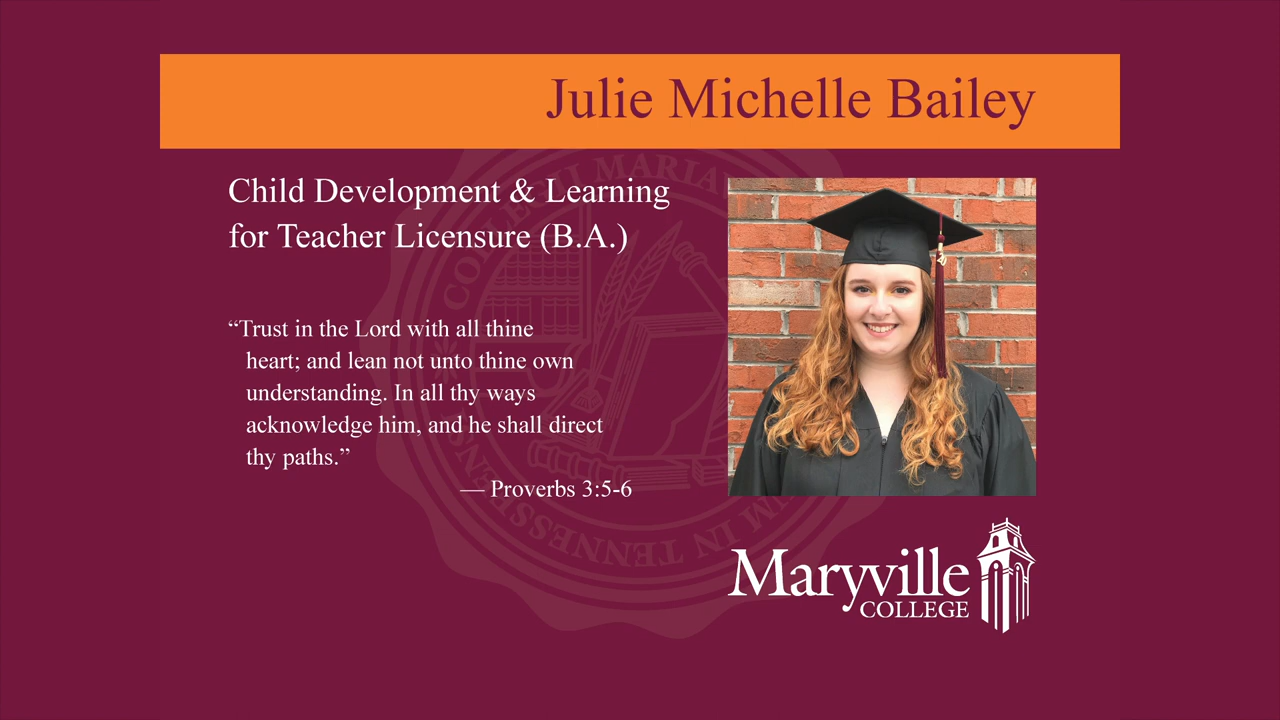 Julie Michelle Bailey
Child Development & Learning
for Teacher Licensure (B.A.)
“Trust in the Lord with all thine
heart; and lean not unto thine own
understanding. In all thy ways
acknowledge him, and he shall direct
thy paths.”
— Proverbs 3:5-6
Maryville
COLLEGE